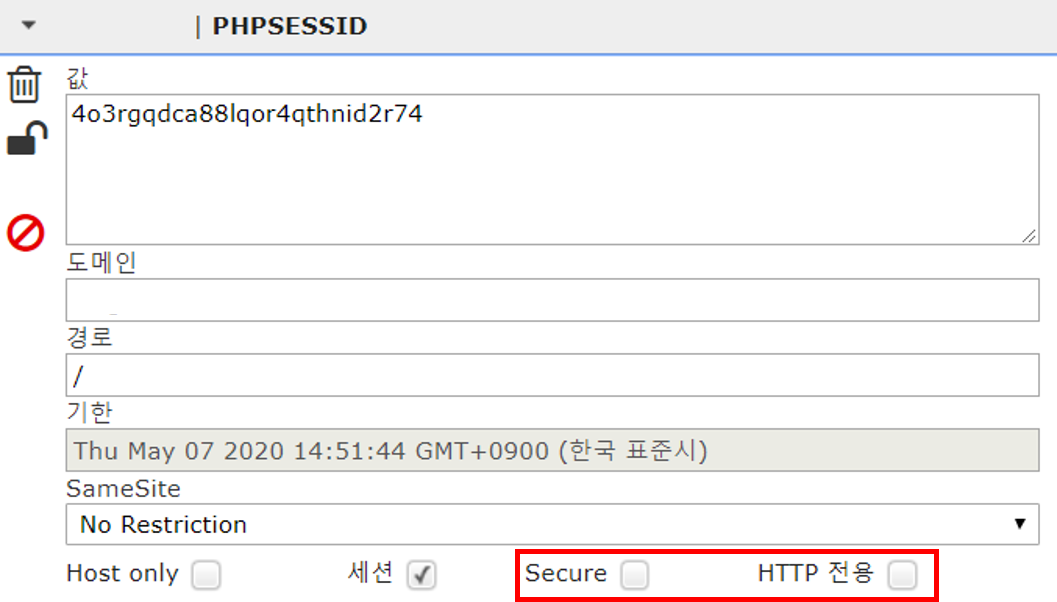 | PHPSESSID
값
4o3rgqdca88lqor4qthnid2r74
도메인
경로
/
기한
Thu May 07 2020 14:51:44 GMT+0900 (한국 표준시)
SameSite
No Restriction
Host only 세션 Secure HTTP 전용